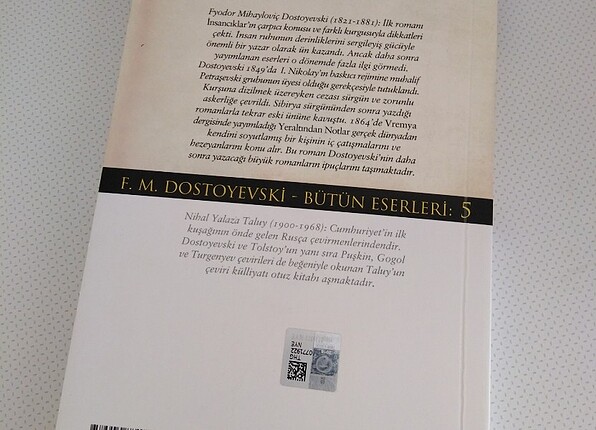 Fyodor Mihayloviç Dostoyevski (1821-1881): İlk romanı
İnsancıklar'ın çarpıcı konusu ve farklı kurgusuyla dikkatleri
çekti. İnsan ruhunun derinliklerini sergileyiş gücüyle
önemli bir yazar olarak ün kazandı. Ancak daha sonra
yayımlanan eserleri o dönemde fazla ilgi görmedi.
Dostoyevski 1849'da I. Nikolay'ın baskıcı rejimine muhalif
Petraşevski grubunun üyesi olduğu gerekçesiyle tutuklandı.
Kurşuna dizilmek üzereyken cezası sürgün ve zorunlu
askerliğe çevrildi. Sibirya sürgününden sonra yazdığı
romanlarla tekrar eski ününe kavuştu. 1864'de Vremya
dergisinde yayımladığı Yeraltından Notlar gerçek dünyadan
kendini soyutlamış bir kişinin iç çatışmalarını ve
hezeyanlarını konu alır. Bu roman Dostoyevski'nin daha
sonra yazacağı büyük romanların ipuçlarını taşımaktadır.
F. M. DOSTOYEVSKİ - BÜTÜN ESERLERİ: 5
Nihal Yalaza Taluy (1900-1968): Cumhuriyet'in ilk
kuşağının önde gelen Rusça çevirmenlerindendir.
Dostoyevski ve Tolstoy'un yanı sıra Puşkin, Gogol
ve Turgenyev çevirileri de beğeniyle okunan Taluy'un
çeviri külliyatı otuz kitabı aşmaktadır.